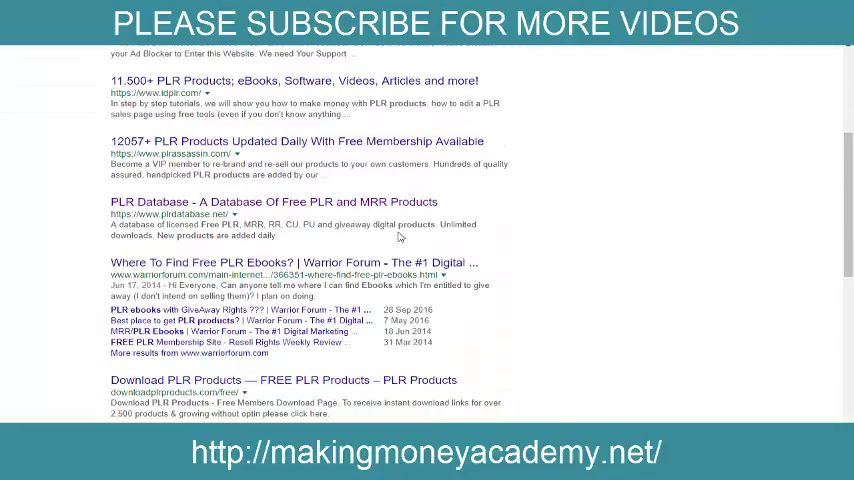 PLEASE SUBSCRIBE FOR MORE VIDEOS
your Ad Blocker to Enter this Website. We need Your Support ...
11,500+ PLR Products; eBooks, Software, Videos, Articles and more!
https://www.idplr.com/
In step by step tutorials, we will show you how to make money with PLR products, how to edit a PLR
sales page using free tools (even if you don't know anything ...
12057+ PLR Products Updated Daily With Free Membership Available
https://www.plrassassin.com/
Become a VIP member to re-brand and re-sell our products to your own customers. Hundreds of quality
assured, handpicked PLR products are added by our ...
PLR Database - A Database Of Free PLR and MRR Products
https://www.plrdatabase.net/
A database of licensed Free PLR, MRR, RR, CU, PU and giveaway digital products. Unlimited
downloads. New products are added daily.
Where To Find Free PLR Ebooks? | Warrior Forum - The #1 Digital ...
www.warriorforum.com/main-internet.../366351-where-find-free-plr-ebooks.html
Jun 17, 2014 - Hi Everyone, Can anyone tell me where I can find Ebooks which I'm entitled to give
away (I don't intend on selling them)? I plan on doing.
PLR ebooks with GiveAway Rights ??? | Warrior Forum - The #1 ... 28 Sep 2016
Best place to get PLR products? | Warrior Forum - The #1 Digital ... 7 May 2016
MRR/PLR Ebooks | Warrior Forum - The #1 Digital Marketing ... 18 Jun 2014
FREE PLR Membership Site - Resell Rights Weekly Review ... 31 Mar 2014
More results from www.warriorforum.com
Download PLR Products — FREE PLR Products – PLR Products
downloadplrproducts.com/free/
Download PLR Products - Free Members Download Page. To receive instant download links for over
2,500 products & growing without optin please click here.
http://makingmoneyacademy.net/